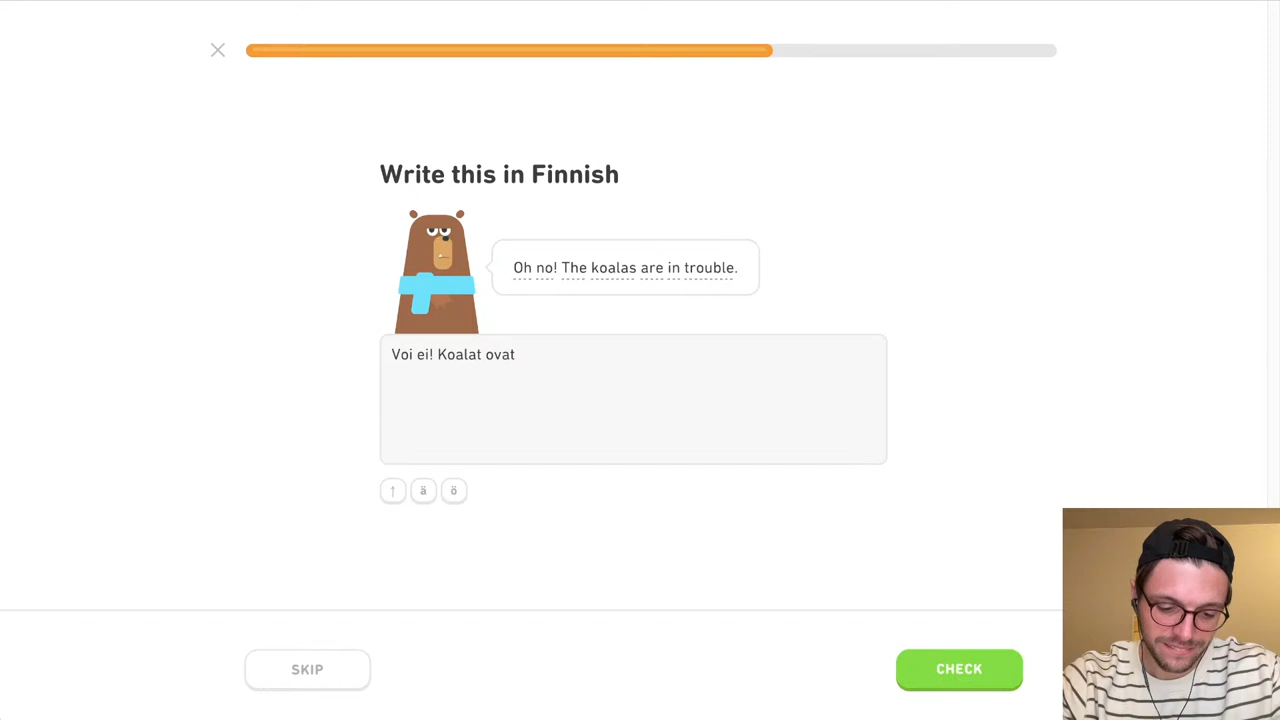 Write this in Finnish
Oh no! The koalas are in trouble.
Voi ei! Koalat ovat
↑ ä ö
SKIP
CHECK